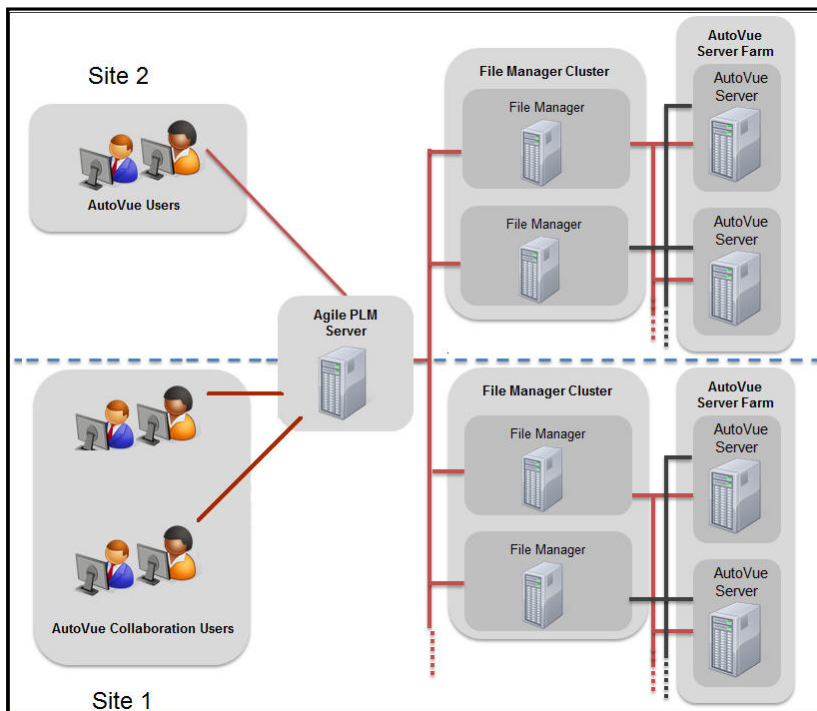 Site 2
AutoVue Users
File Manager Cluster
File Manager
File Manager
AutoVue
Server Farm
AutoVue
Server
AutoVue
Server
Agile PLM
Server
AutoVue Collaboration Users
Site 1
File Manager Cluster
File Manager
File Manager
AutoVue
Server Farm
AutoVue
Server
AutoVue
Server